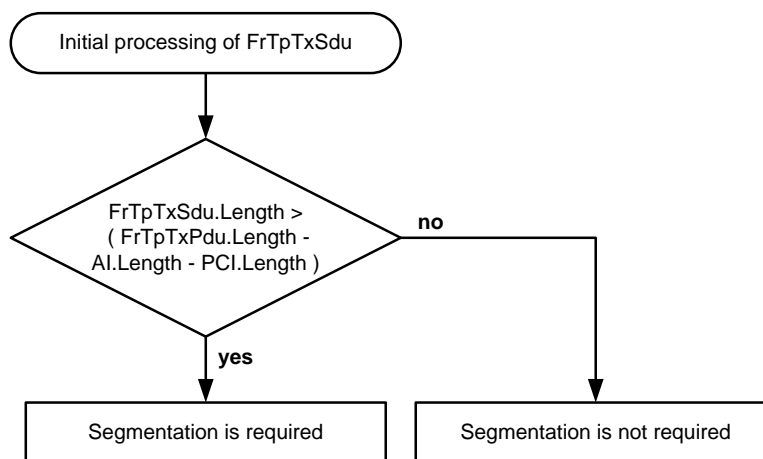 Initial processing of FrTpTxSdu
FrTpTxSdu.Length >
( FrTpTxPdu.Length -
AI.Length - PCI.Length )
no
yes
Segmentation is required
Segmentation is not required